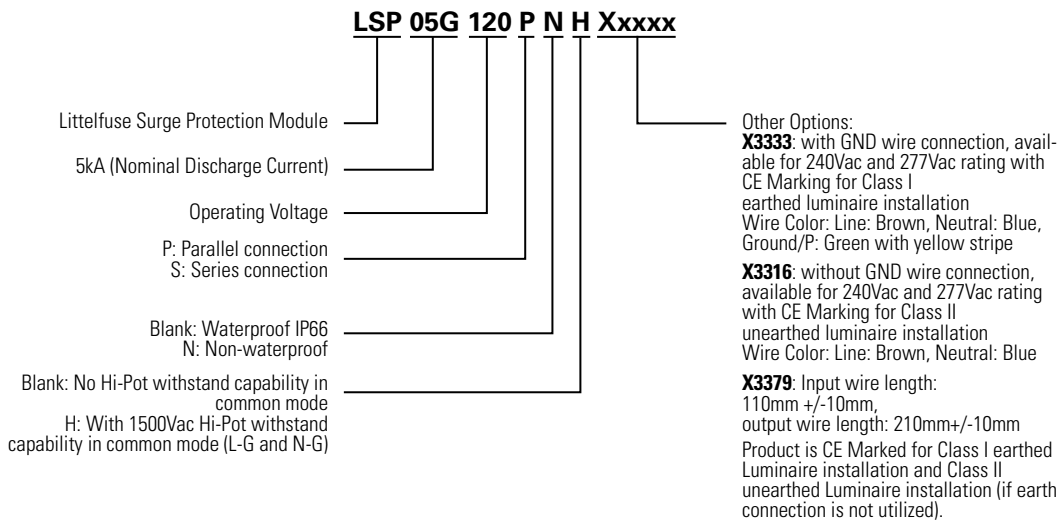 LSP 05G 120 P N H Xxxxx
Littelfuse Surge Protection Module
5kA (Nominal Discharge Current)
Operating Voltage
P: Parallel connection
S: Series connection
Blank: Waterproof IP66
N: Non-waterproof
Blank: No Hi-Pot withstand capability in
common mode
H: With 1500Vac Hi-Pot withstand
capability in common mode (L-G and N-G)
Other Options:
X3333: with GND wire connection, avail-
able for 240Vac and 277Vac rating with
CE Marking for Class I
earthed luminaire installation
Wire Color: Line: Brown, Neutral: Blue,
Ground/P: Green with yellow stripe
X3316: without GND wire connection,
available for 240Vac and 277Vac rating
with CE Marking for Class II
unearthed luminaire installation
Wire Color: Line: Brown, Neutral: Blue
X3379: Input wire length:
110mm +/-10mm,
output wire length: 210mm+/-10mm
Product is CE Marked for Class I earthed
Luminaire installation and Class II
unearthed Luminaire installation (if earth
connection is not utilized).